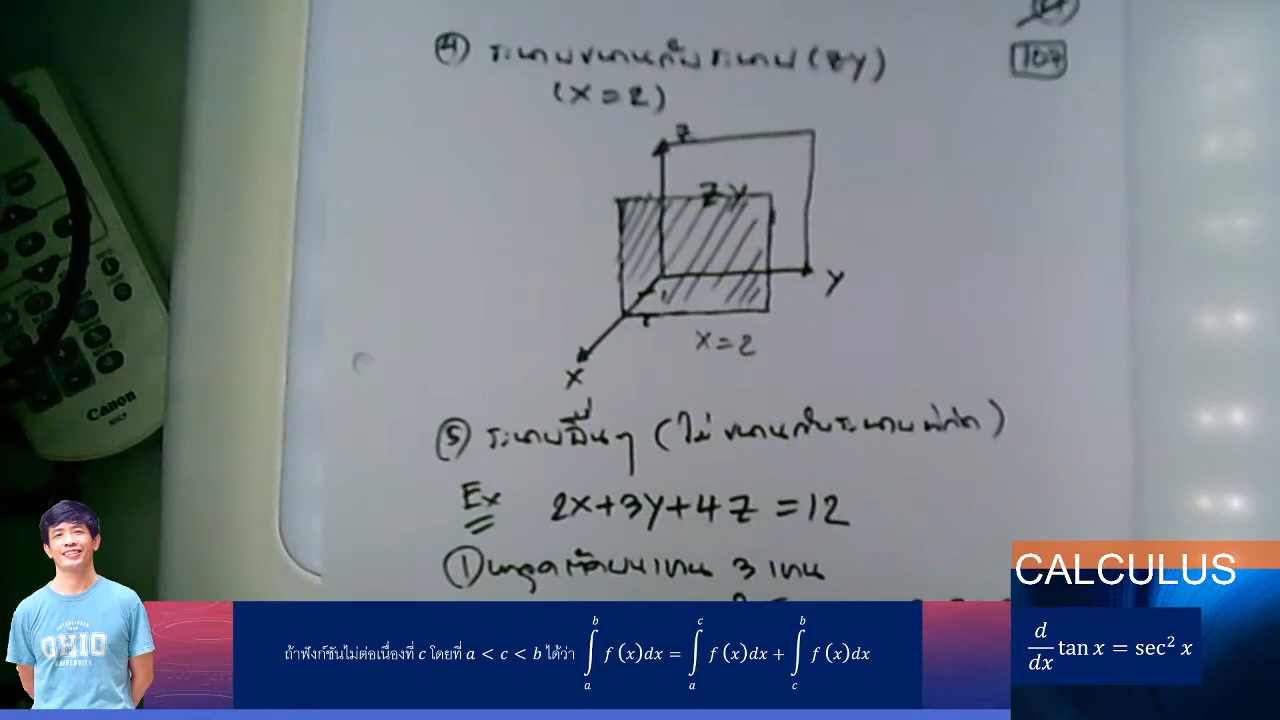 107
④ ระนาบขนานกับระนาบ (ZY)
(X=2)
Z
ZY
Y
X=2
X
Canon
⑤ ระนาบอื่นๆ (ไม่ขนานกับระนาบพิกัด)
Ex 2X+3Y+4Z=12
① หาจุดตัดบนแกน 3 แกน
CALCULUS
d/dx tan x = sec² x
OHIO
UNIVERSITY
ถ้าฟังก์ชันไม่ต่อเนื่องที่ c โดยที่ a < c < b ได้ว่า ∫_a^b f(x)dx = ∫_a^c f(x)dx + ∫_c^b f(x)dx